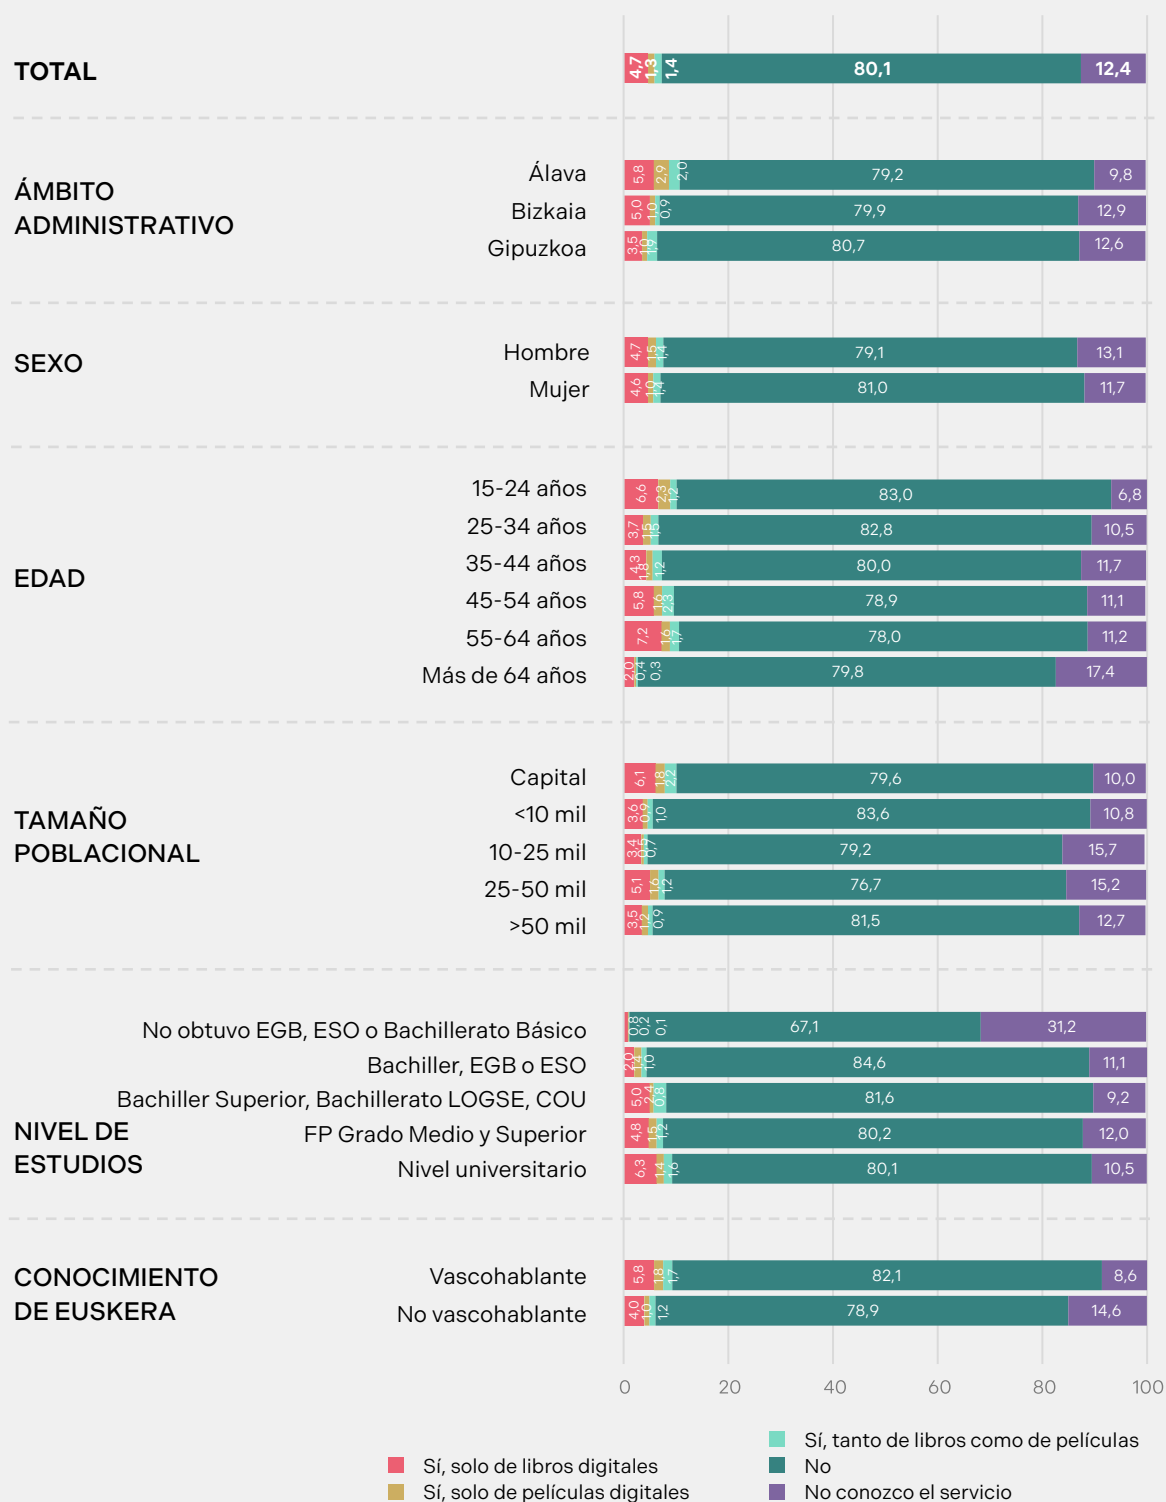 TOTAL
4,7 1,3 1,4 80,1 12,4
ÁMBITO
ADMINISTRATIVO
Álava 5,8 2,9 2,0 79,2 9,8
Bizkaia 5,0 1,0 0,9 79,9 12,9
Gipuzkoa 3,5 1,0 1,9 80,7 12,6
SEXO
Hombre 4,7 1,5 1,4 79,1 13,1
Mujer 4,6 1,0 1,4 81,0 11,7
EDAD
15-24 años 6,6 2,3 1,2 83,0 6,8
25-34 años 3,7 1,5 1,5 82,8 10,5
35-44 años 4,3 1,8 1,2 80,0 11,7
45-54 años 5,8 1,6 2,3 78,9 11,1
55-64 años 7,2 1,6 1,7 78,0 11,2
Más de 64 años 2,0 0,4 0,3 79,8 17,4
TAMAÑO
POBLACIONAL
Capital 6,1 1,8 2,2 79,6 10,0
<10 mil 3,6 0,9 1,0 83,6 10,8
10-25 mil 3,4 0,5 0,7 79,2 15,7
25-50 mil 5,1 1,6 1,2 76,7 15,2
>50 mil 3,5 1,2 0,9 81,5 12,7
NIVEL DE
ESTUDIOS
No obtuvo EGB, ESO o Bachillerato Básico 0,8 0,2 0,1 67,1 31,2
Bachiller, EGB o ESO 2,0 1,4 1,0 84,6 11,1
Bachiller Superior, Bachillerato LOGSE, COU 5,0 2,4 0,8 81,6 9,2
FP Grado Medio y Superior 4,8 1,5 1,2 80,2 12,0
Nivel universitario 6,3 1,4 1,6 80,1 10,5
CONOCIMIENTO
DE EUSKERA
Vascohablante 5,8 1,8 1,7 82,1 8,6
No vascohablante 4,0 1,0 1,2 78,9 14,6
0 20 40 60 80 100
Sí, solo de libros digitales
Sí, solo de películas digitales
Sí, tanto de libros como de películas
No
No conozco el servicio